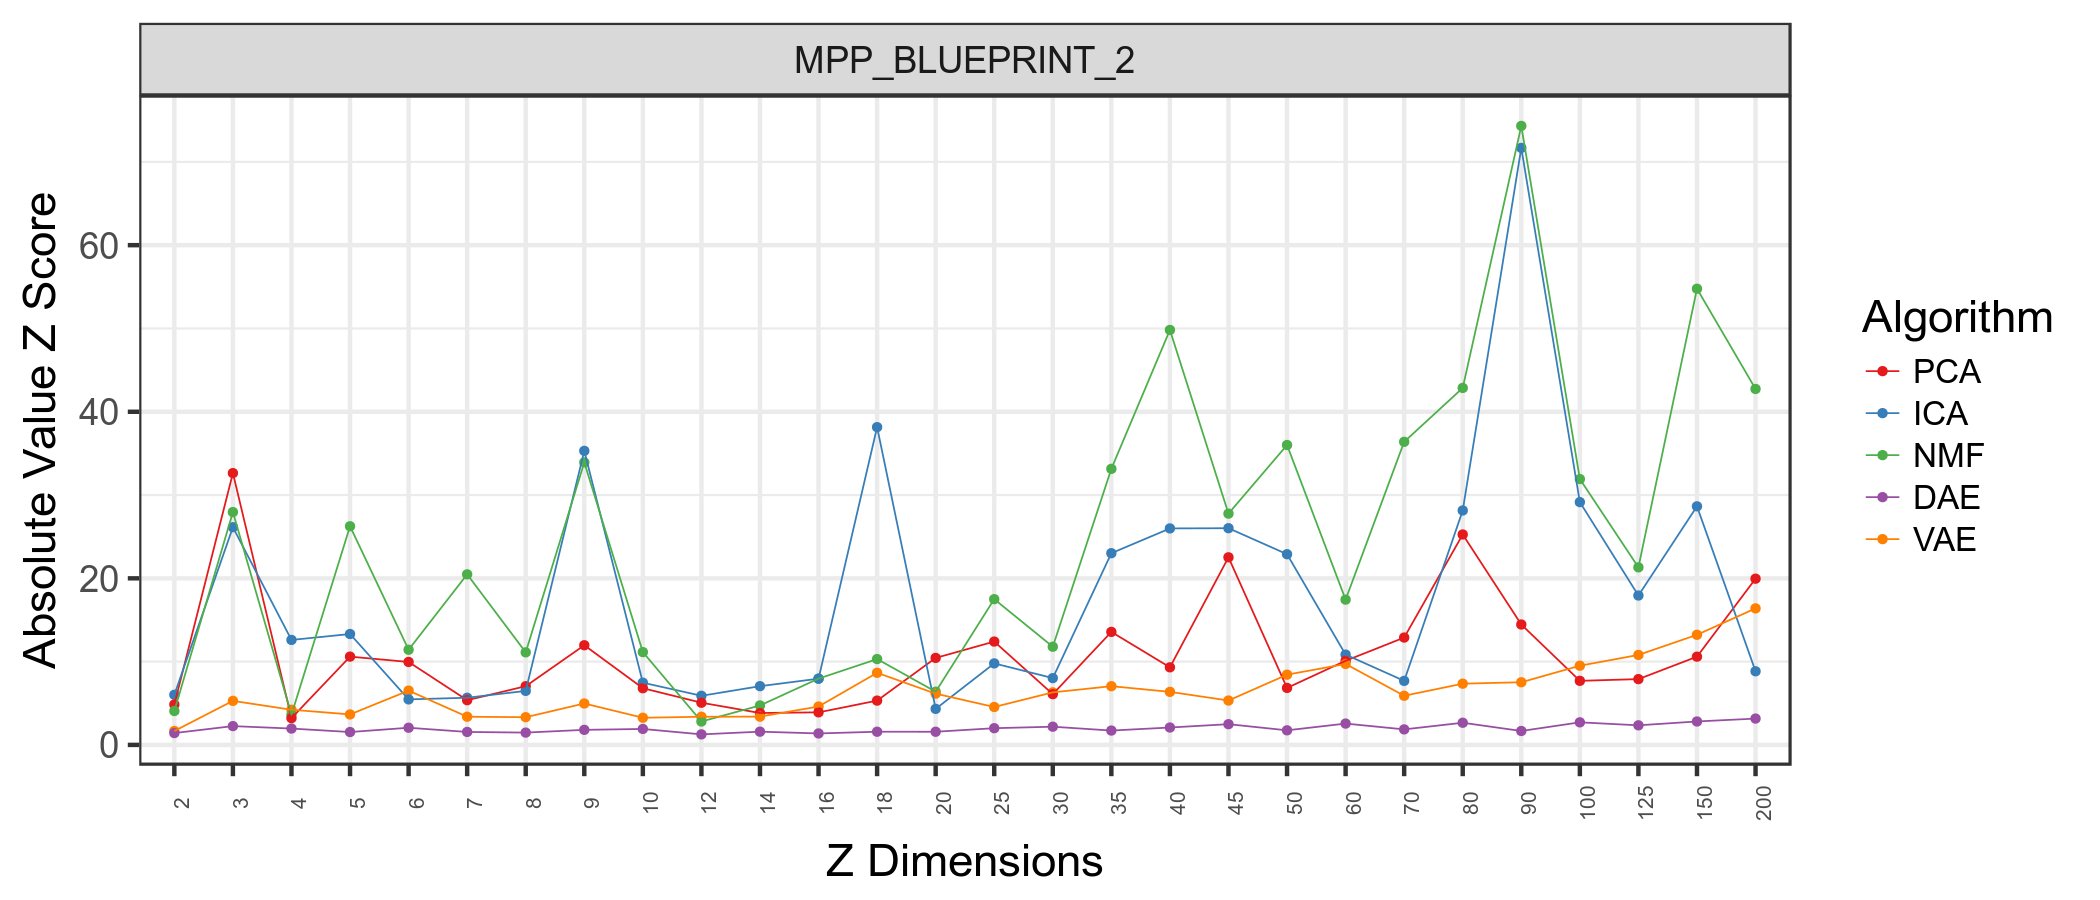 MPP_BLUEPRINT_2
Absolute Value Z Score
60
40
20
0
2 3 4 5 6 7 8 9 10 12 14 16 18 20 25 30 35 40 45 50 60 70 80 90 100 125 150 200
Z Dimensions
Algorithm
PCA
ICA
NMF
DAE
VAE